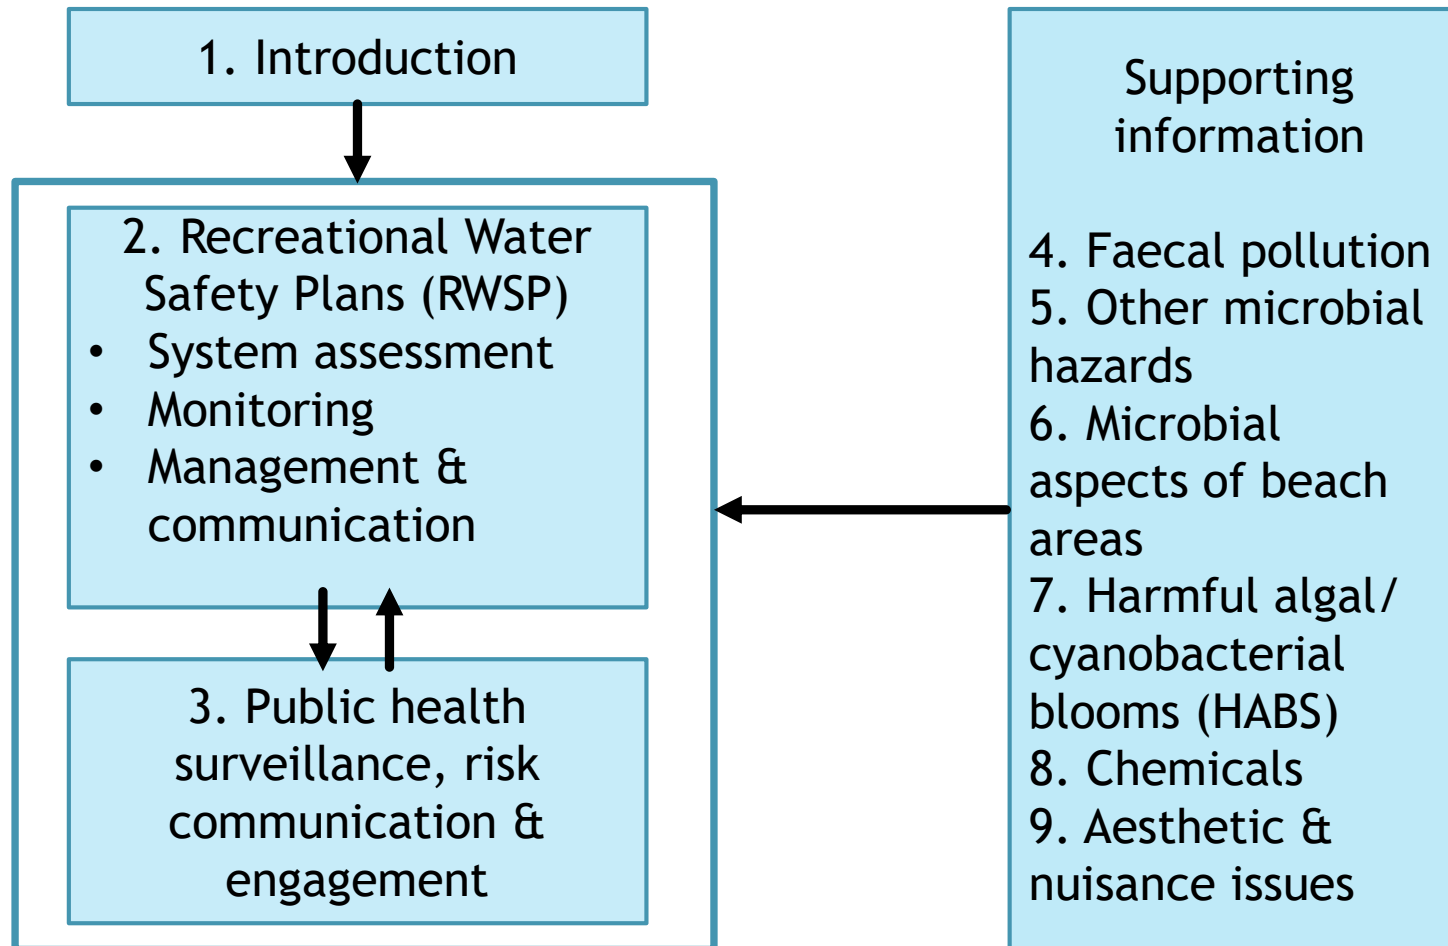 1. Introduction
2. Recreational Water
Safety Plans (RWSP)
• System assessment
• Monitoring
• Management &
communication
3. Public health
surveillance, risk
communication &
engagement
Supporting
information
4. Faecal pollution
5. Other microbial
hazards
6. Microbial
aspects of beach
areas
7. Harmful algal/
cyanobacterial
blooms (HABS)
8. Chemicals
9. Aesthetic &
nuisance issues